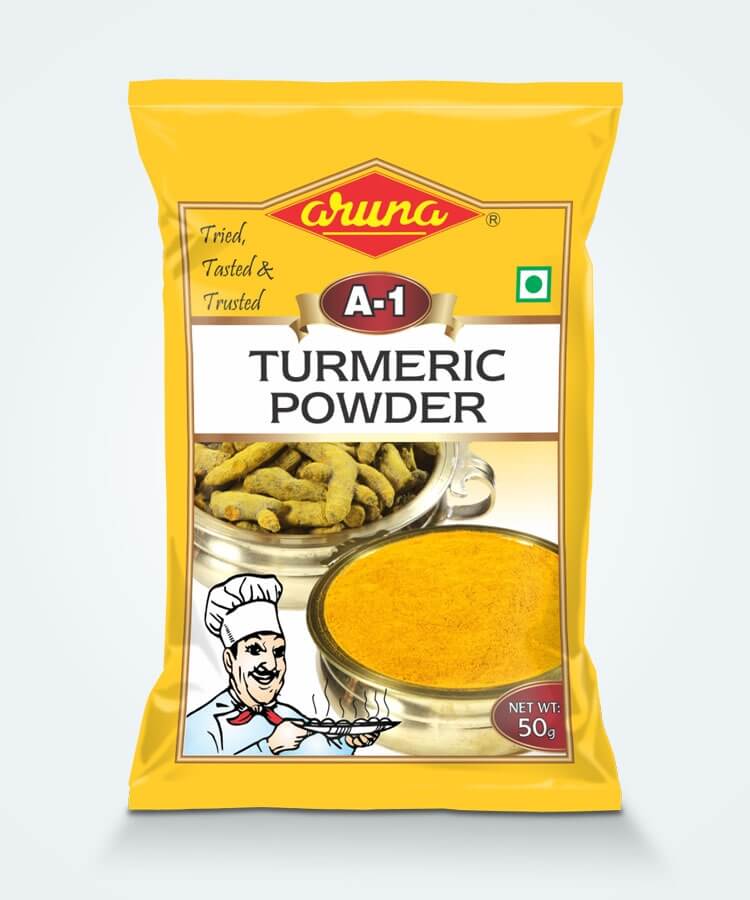 aruna ®
Tried,
Tasted &
Trusted
A-1
TURMERIC
POWDER
NET WT:
50g